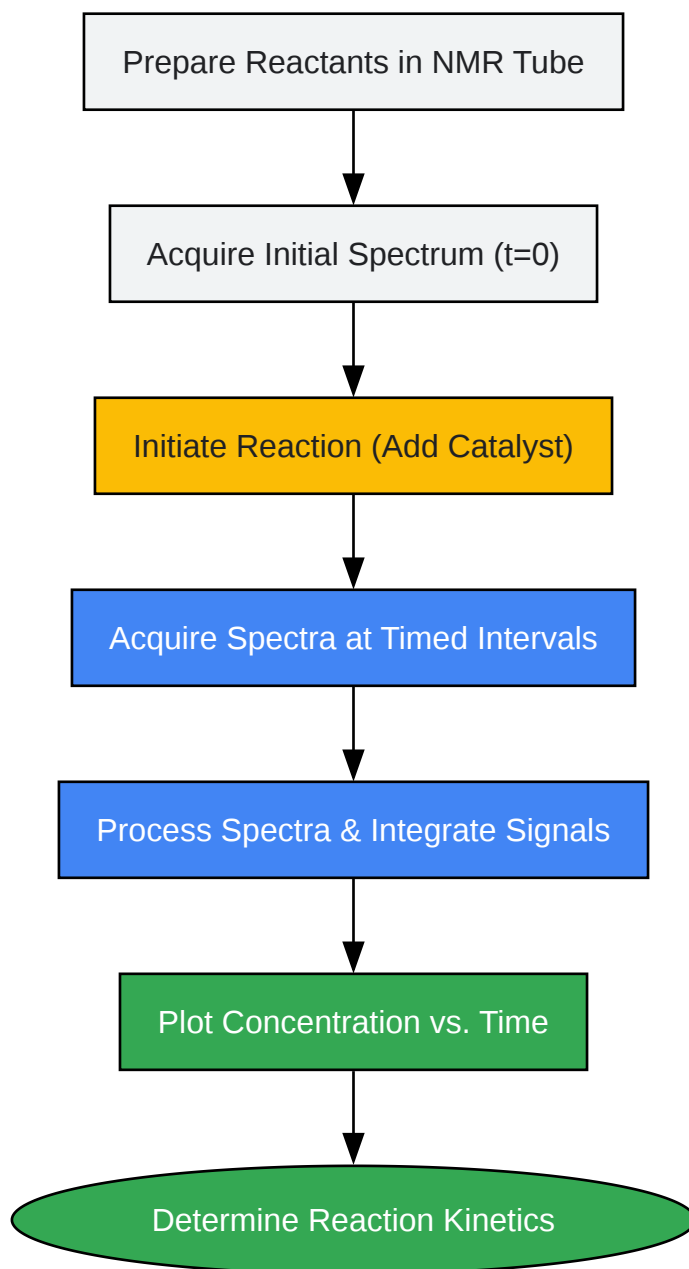 Prepare Reactants in NMR Tube
Acquire Initial Spectrum (t=0)
Initiate Reaction (Add Catalyst)
Acquire Spectra at Timed Intervals
Process Spectra & Integrate Signals
Plot Concentration vs. Time
Determine Reaction Kinetics